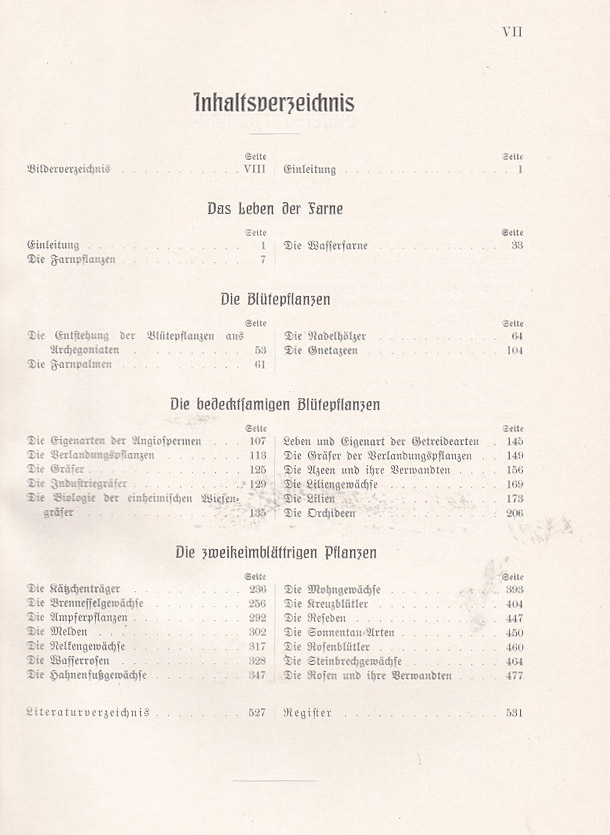 VII
Inhaltsverzeichnis
Seite
Bilderverzeichnis . . . . . . . . . . . VIII
Seite
Einleitung . . . . . . . . . . . . . 1
Das Leben der Farne
Seite
Einleitung . . . . . . . . . . . . . 1
Die Farnpflanzen . . . . . . . . . . . 7
Seite
Die Wasserfarne . . . . . . . . . . . 33
Die Blütepflanzen
Seite
Die Entstehung der Blütepflanzen aus
Archegoniaten . . . . . . . . . . . 53
Die Farnpalmen . . . . . . . . . . . 61
Seite
Die Nadelhölzer . . . . . . . . . . . 64
Die Gnetazeen . . . . . . . . . . . 104
Die bedecktsamigen Blütepflanzen
Seite
Die Eigenarten der Angiospermen . . . . 107
Die Verlandungspflanzen . . . . . . . . 113
Die Gräser . . . . . . . . . . . . . 125
Die Industriegräser . . . . . . . . . . 129
Die Biologie der einheimischen Wiesen-
gräser . . . . . . . . . . . . . . 135
Seite
Leben und Eigenart der Getreidearten . 145
Die Gräser der Verlandungspflanzen . . . 149
Die Azeen und ihre Verwandten . . . . 156
Die Liliengewächse . . . . . . . . . . 169
Die Lilien . . . . . . . . . . . . . 173
Die Orchideen . . . . . . . . . . . . 206
Die zweikeimblättrigen Pflanzen
Seite
Die Kätzchenträger . . . . . . . . . . 236
Die Brennesselgewächse . . . . . . . . 256
Die Ampferpflanzen . . . . . . . . . . 292
Die Melden . . . . . . . . . . . . . 302
Die Nelkengewächse . . . . . . . . . . 317
Die Wasserrosen . . . . . . . . . . . 328
Die Hahnenfußgewächse . . . . . . . . 347
Seite
Die Mohngewächse . . . . . . . . . . 393
Die Kreuzblütler . . . . . . . . . . . 404
Die Reseden . . . . . . . . . . . . . 447
Die Sonnentau-Arten . . . . . . . . . 450
Die Rosenblütler . . . . . . . . . . . 460
Die Steinbrechgewächse . . . . . . . . 464
Die Rosen und ihre Verwandten . . . . 477
Literaturverzeichnis . . . . . . . . . . 527
Register . . . . . . . . . . . . . . 531